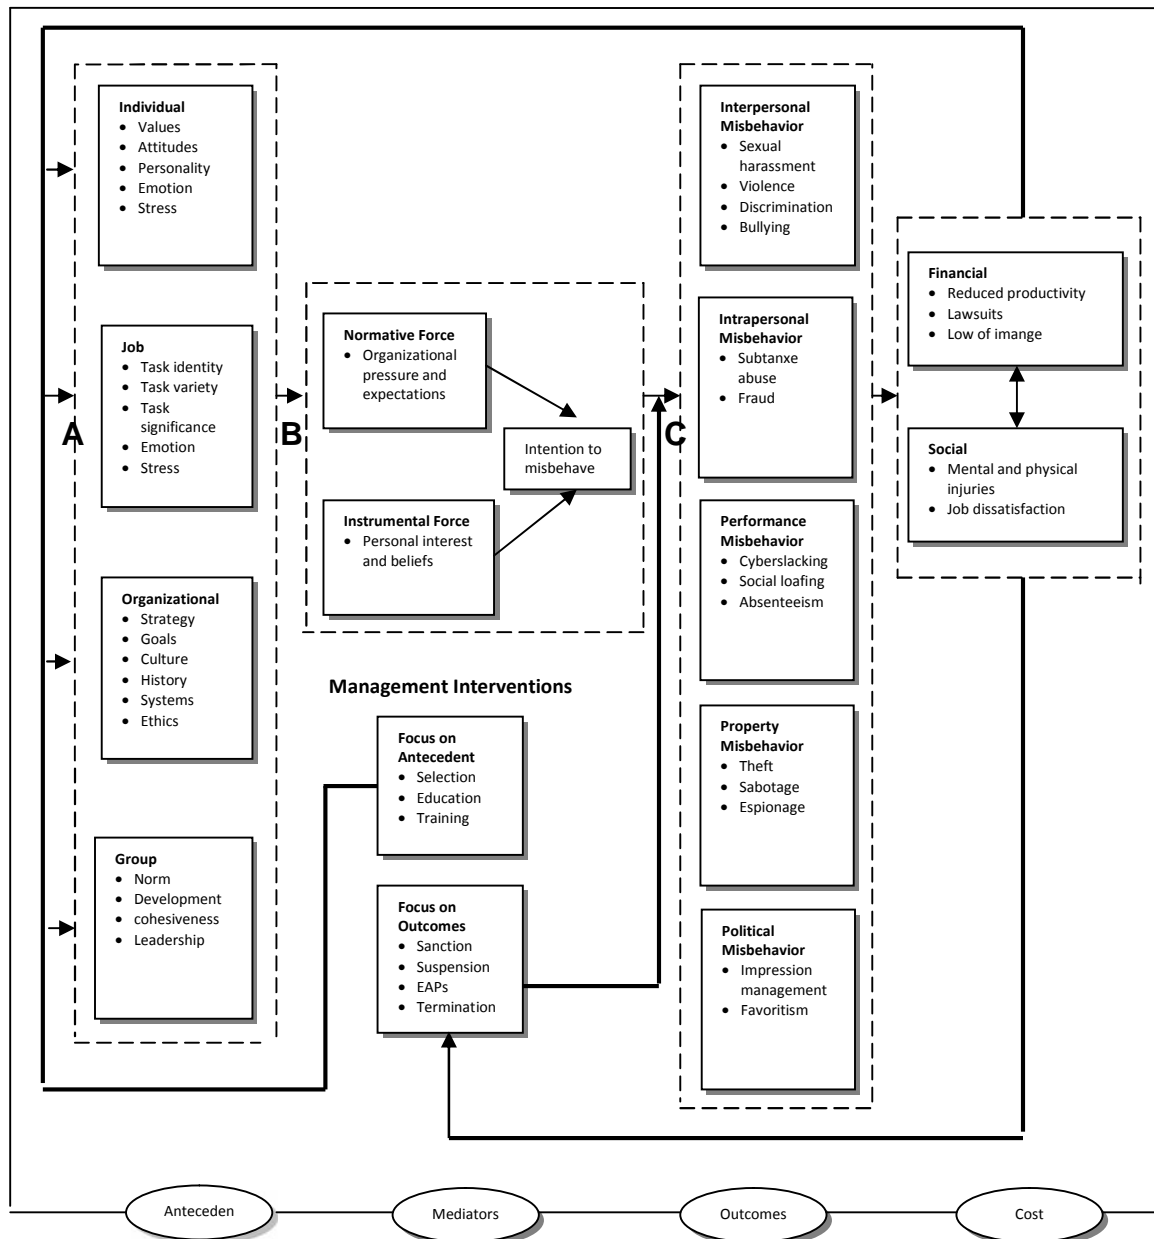 Individual
• Values
• Attitudes
• Personality
• Emotion
• Stress
Job
• Task identity
• Task variety
• Task
significance
• Emotion
• Stress
A
Organizational
• Strategy
• Goals
• Culture
• History
• Systems
• Ethics
Group
• Norm
• Development
• cohesiveness
• Leadership
B
Normative Force
• Organizational
pressure and
expectations
Intention to
misbehave
Instrumental Force
• Personal interest
and beliefs
Management Interventions
Focus on
Antecedent
• Selection
• Education
• Training
Focus on
Outcomes
• Sanction
• Suspension
• EAPs
• Termination
C
Interpersonal
Misbehavior
• Sexual
harassment
• Violence
• Discrimination
• Bullying
Intrapersonal
Misbehavior
• Subtanxe
abuse
• Fraud
Performance
Misbehavior
• Cyberslacking
• Social loafing
• Absenteeism
Property
Misbehavior
• Theft
• Sabotage
• Espionage
Political
Misbehavior
• Impression
management
• Favoritism
Financial
• Reduced productivity
• Lawsuits
• Low of imange
Social
• Mental and physical
injuries
• Job dissatisfaction
Anteceden
Mediators
Outcomes
Cost